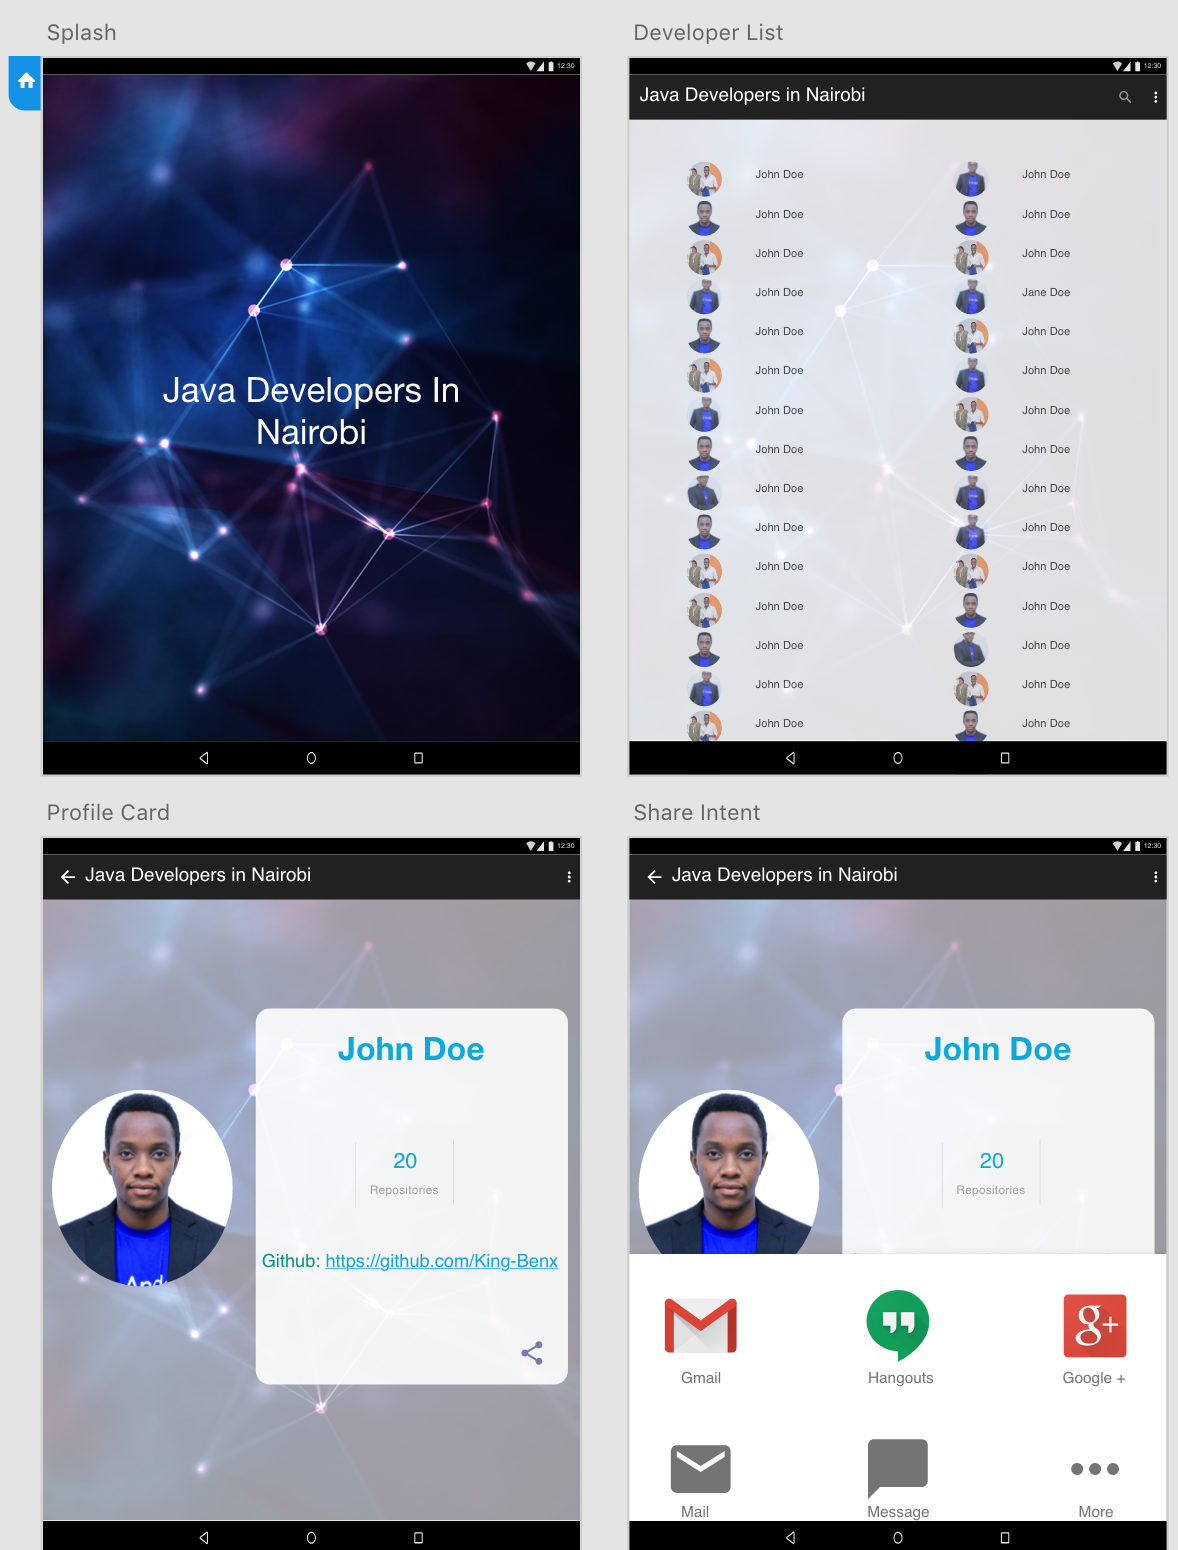 Splash
12:30
Java Developers In
Nairobi
Developer List
12:30
Java Developers in Nairobi
John Doe John Doe
John Doe John Doe
John Doe John Doe
John Doe Jane Doe
John Doe John Doe
John Doe John Doe
John Doe John Doe
John Doe John Doe
John Doe John Doe
John Doe John Doe
John Doe John Doe
John Doe John Doe
John Doe John Doe
John Doe John Doe
John Doe John Doe
Profile Card
12:30
Java Developers in Nairobi
John Doe
20
Repositories
Github: https://github.com/King-Benx
Share Intent
12:30
Java Developers in Nairobi
John Doe
20
Repositories
g+
Gmail Hangouts Google +
Mail Message More